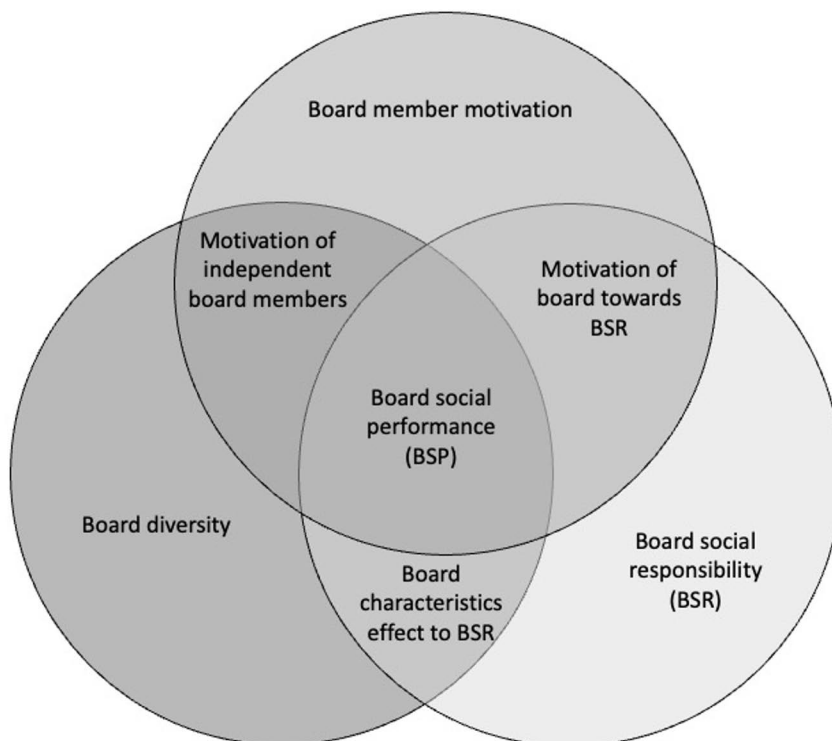 Board member motivation
Motivation of
independent
board members
Motivation of
board towards
BSR
Board social
performance
(BSP)
Board diversity
Board social
responsibility
(BSR)
Board
characteristics
effect to BSR